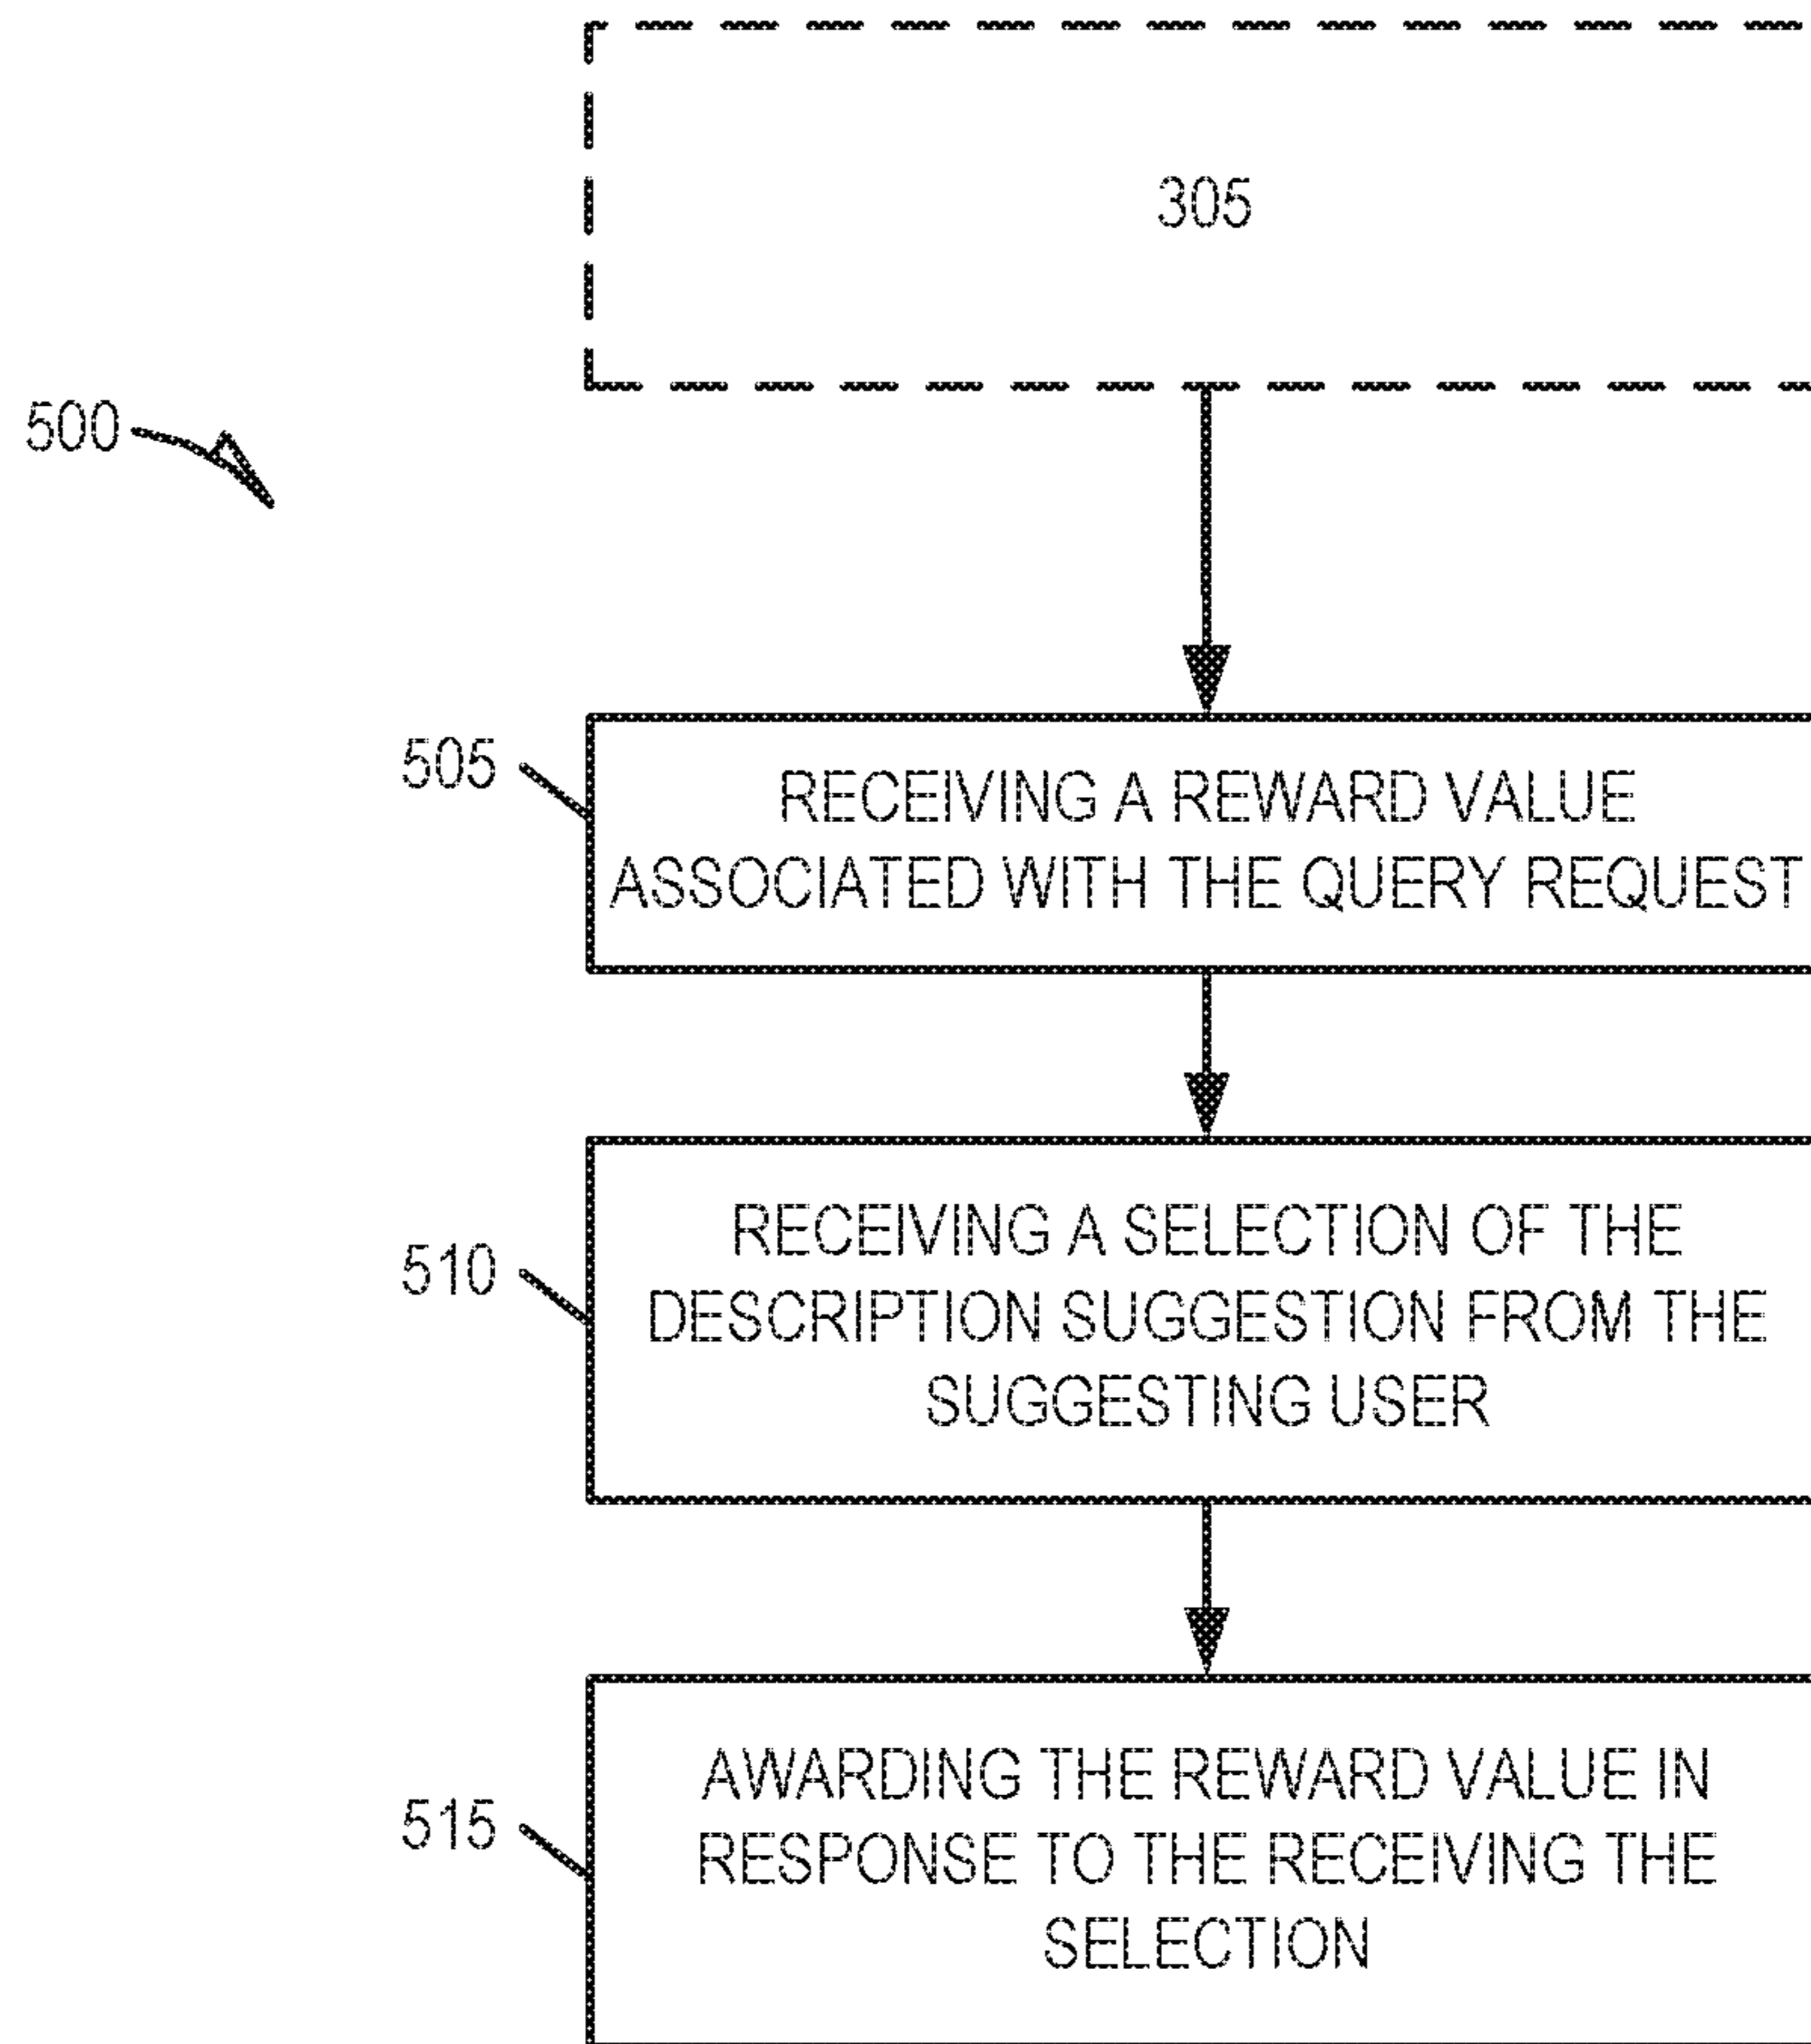 305
500
505
RECEIVING A REWARD VALUE
ASSOCIATED WITH THE QUERY REQUEST
510
RECEIVING A SELECTION OF THE
DESCRIPTION SUGGESTION FROM THE
SUGGESTING USER
515
AWARDING THE REWARD VALUE IN
RESPONSE TO THE RECEIVING THE
SELECTION